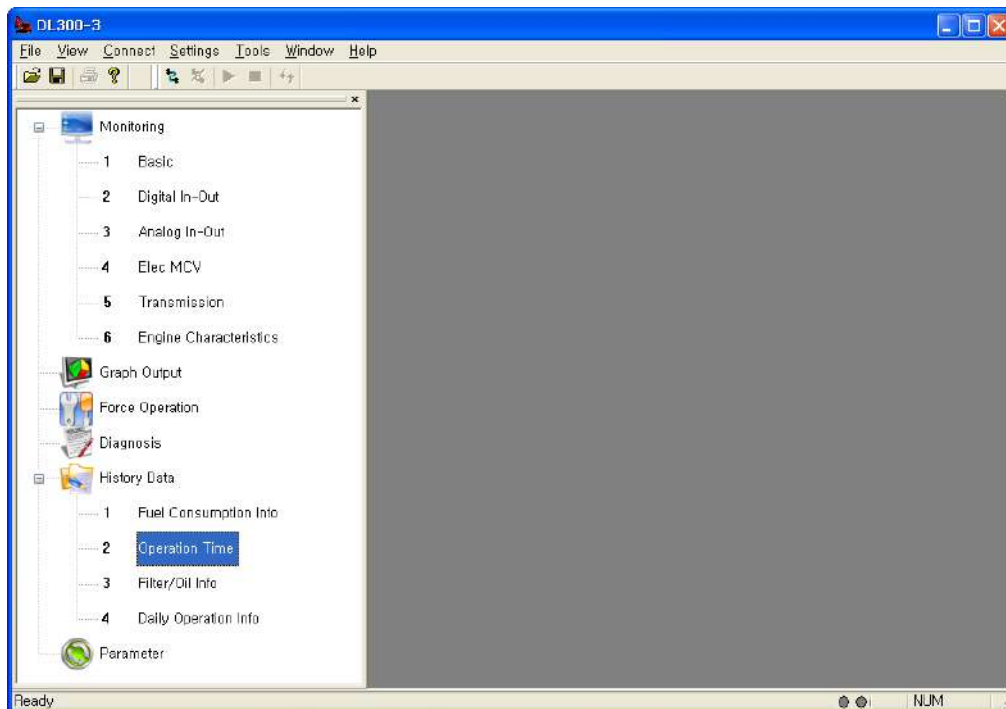 DL300-3
File View Connect Settings Tools Window Help
Monitoring
1 Basic
2 Digital In-Out
3 Analog In-Out
4 Elec MCV
5 Transmission
6 Engine Characteristics
Graph Output
Force Operation
Diagnosis
History Data
1 Fuel Consumption Info
2 Operation Time
3 Filter/Oil Info
4 Daily Operation Info
Parameter
Ready NUM